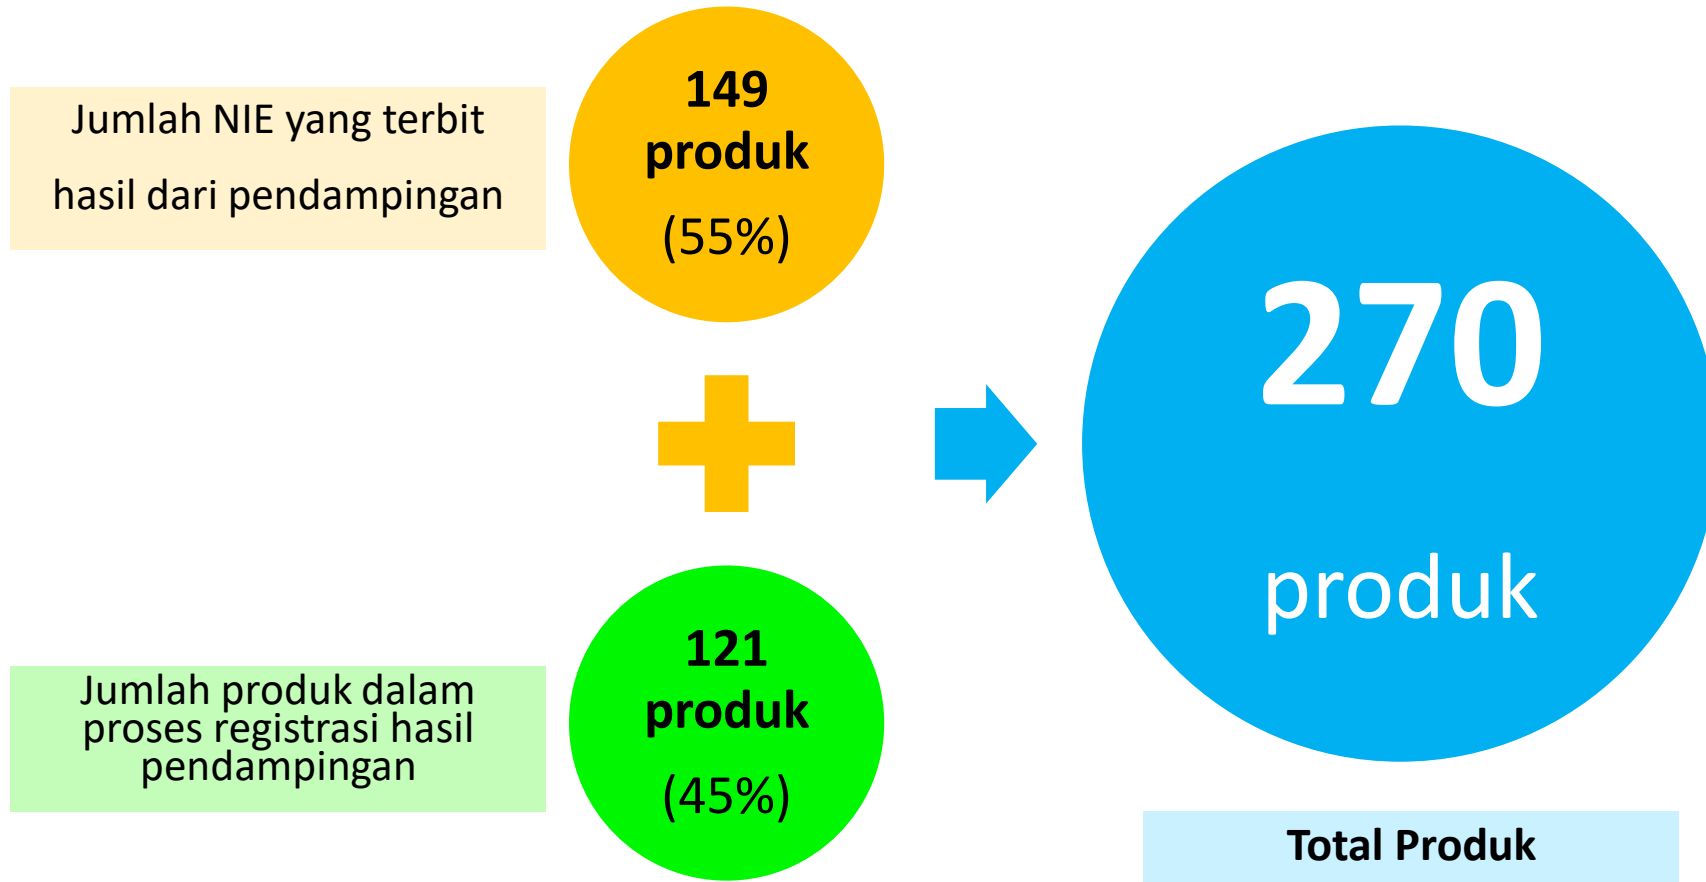 Jumlah NIE yang terbit
hasil dari pendampingan
149
produk
(55%)
Jumlah produk dalam
proses registrasi hasil
pendampingan
121
produk
(45%)
270
produk
Total Produk